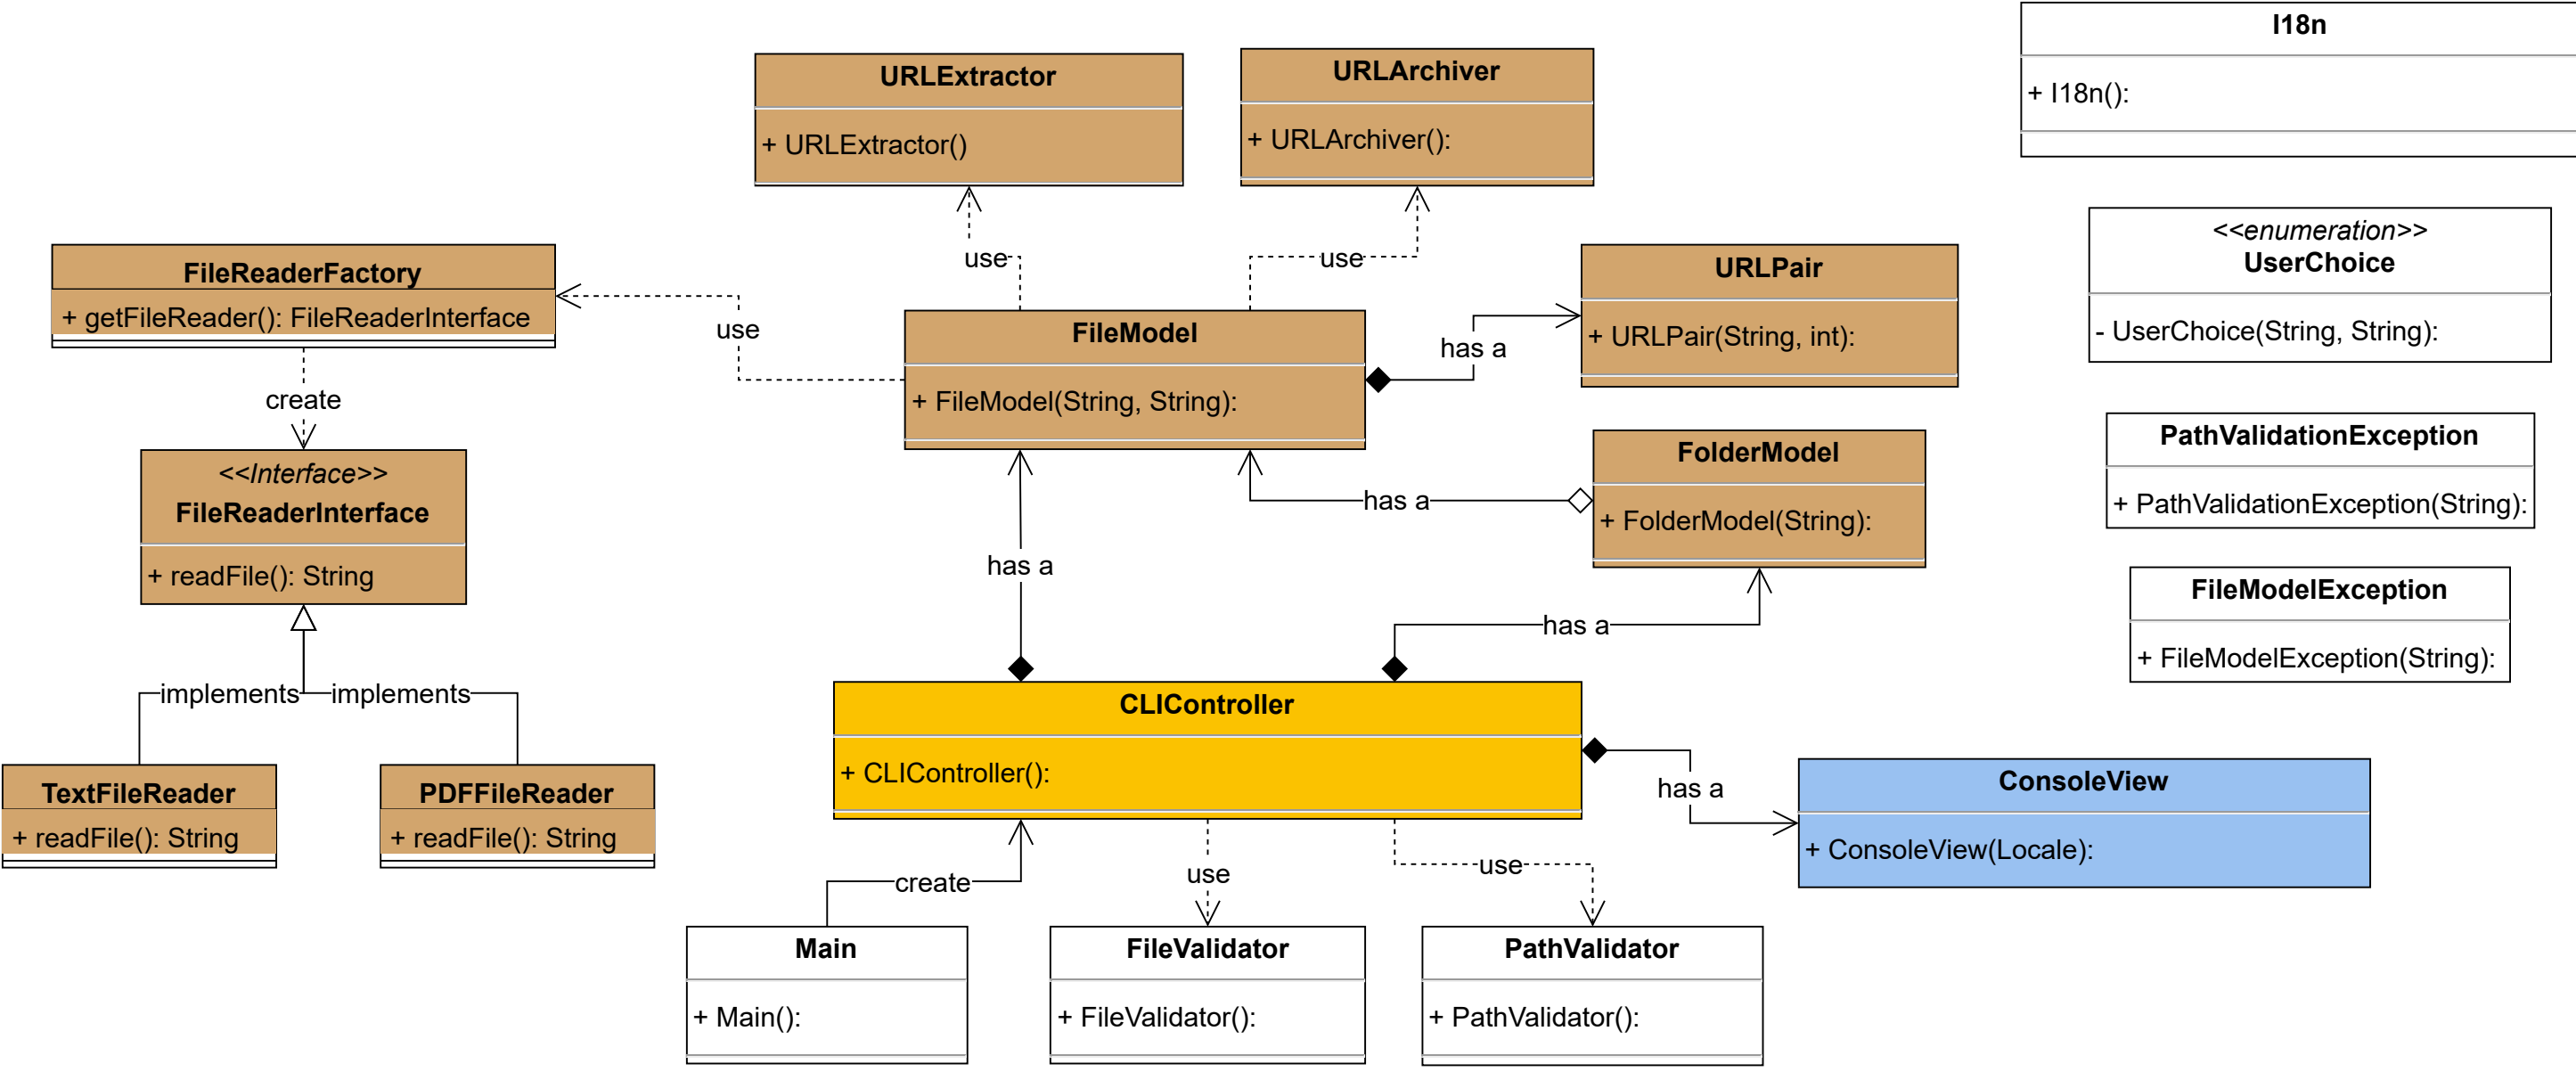 I18n
+ I18n():
URLExtractor
+ URLExtractor()
URLArchiver
+ URLArchiver():
<<enumeration>>
UserChoice
- UserChoice(String, String):
use
use
FileReaderFactory
+ getFileReader(): FileReaderInterface
use
FileModel
+ FileModel(String, String):
has a
URLPair
+ URLPair(String, int):
create
PathValidationException
+ PathValidationException(String):
<<Interface>>
FileReaderInterface
+ readFile(): String
has a
FolderModel
+ FolderModel(String):
has a
has a
FileModelException
+ FileModelException(String):
implements
implements
CLIController
+ CLIController():
TextFileReader
+ readFile(): String
PDFFileReader
+ readFile(): String
has a
ConsoleView
+ ConsoleView(Locale):
create
use
use
Main
+ Main():
FileValidator
+ FileValidator():
PathValidator
+ PathValidator():